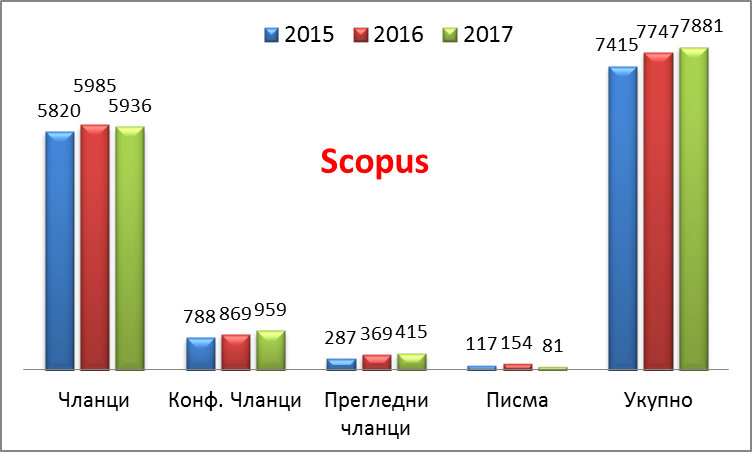 2015 2016 2017
5820 5985 5936
788 869 959
287 369 415
117 154 81
7415 7747 7881
Scopus
Чланци
Конф. Чланци
Прегледни
чланци
Писма
Укупно